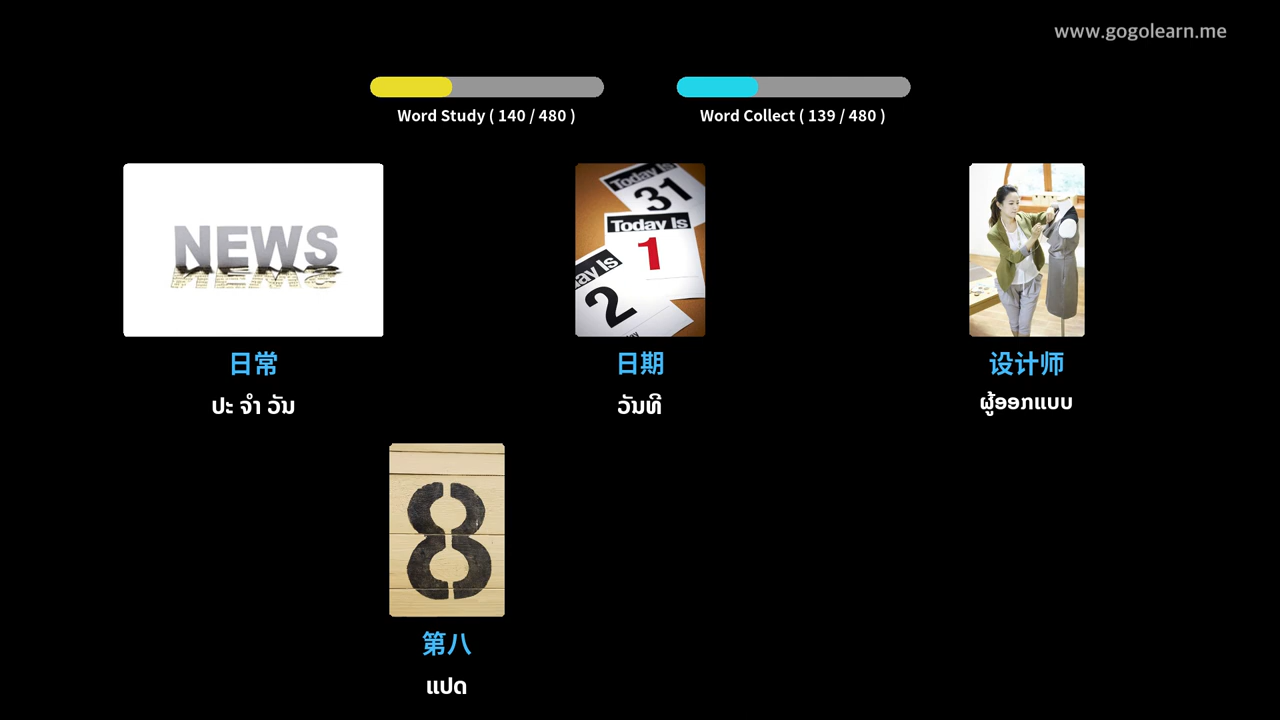 www.gogolearn.me
Word Study ( 140 / 480 )
Word Collect ( 139 / 480 )
NEWS
Today Is
31
Today Is
1
ay Is
2
日常
日期
设计师
ປະ ຈຳ ວັນ
ວັນທີ
ຜູ້ອອກແບບ
8
第八
ແປດ